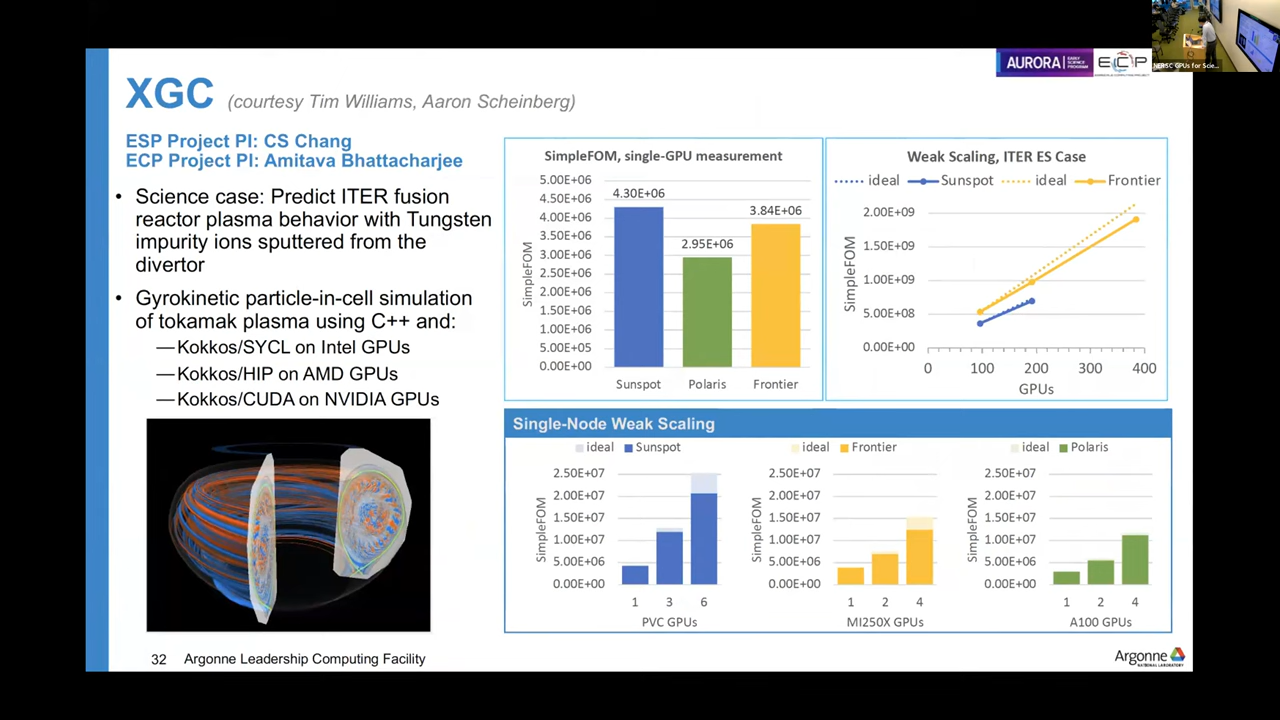 XGC (courtesy Tim Williams, Aaron Scheinberg)
AURORA
EARLY SCIENCE PROGRAM
ECP
NERSC GPUs for Scie...
ESP Project PI: CS Chang
ECP Project PI: Amitava Bhattacharjee
• Science case: Predict ITER fusion
reactor plasma behavior with Tungsten
impurity ions sputtered from the
divertor
• Gyrokinetic particle-in-cell simulation
of tokamak plasma using C++ and:
—Kokkos/SYCL on Intel GPUs
—Kokkos/HIP on AMD GPUs
—Kokkos/CUDA on NVIDIA GPUs
SimpleFOM, single-GPU measurement
SimpleFOM
5.00E+06
4.50E+06
4.00E+06
3.50E+06
3.00E+06
2.50E+06
2.00E+06
1.50E+06
1.00E+06
5.00E+05
0.00E+00
4.30E+06
2.95E+06
3.84E+06
Sunspot Polaris Frontier
Weak Scaling, ITER ES Case
ideal Sunspot ideal Frontier
SimpleFOM
2.00E+09
1.50E+09
1.00E+09
5.00E+08
0.00E+00
0 100 200 300 400
GPUs
Single-Node Weak Scaling
ideal Sunspot
SimpleFOM
2.50E+07
2.00E+07
1.50E+07
1.00E+07
5.00E+06
0.00E+00
1 3 6
PVC GPUs
ideal Frontier
SimpleFOM
2.50E+07
2.00E+07
1.50E+07
1.00E+07
5.00E+06
0.00E+00
1 2 4
MI250X GPUs
ideal Polaris
SimpleFOM
2.50E+07
2.00E+07
1.50E+07
1.00E+07
5.00E+06
0.00E+00
1 2 4
A100 GPUs
32 Argonne Leadership Computing Facility
Argonne
NATIONAL LABORATORY